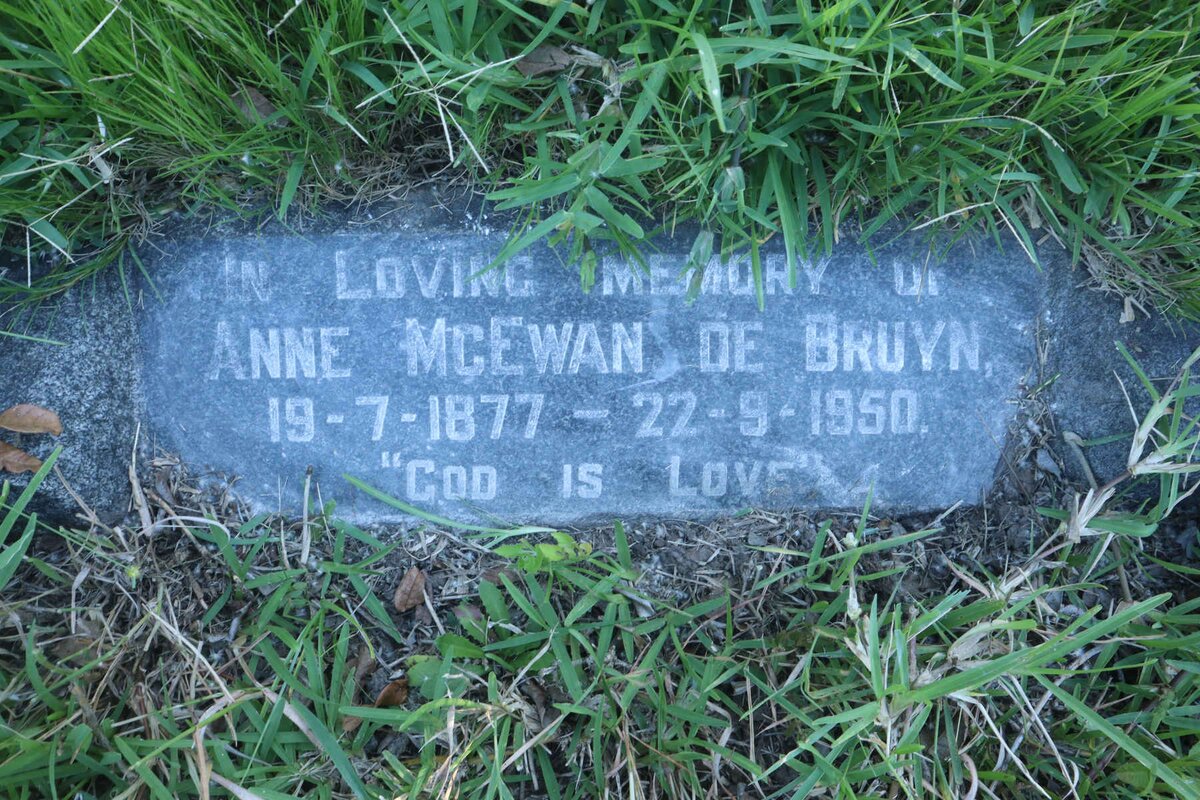 IN LOVING MEMORY OF
ANNE McEWAN DE BRUYN,
19-7-1877 — 22-9-1950.
"GOD IS LOVE"